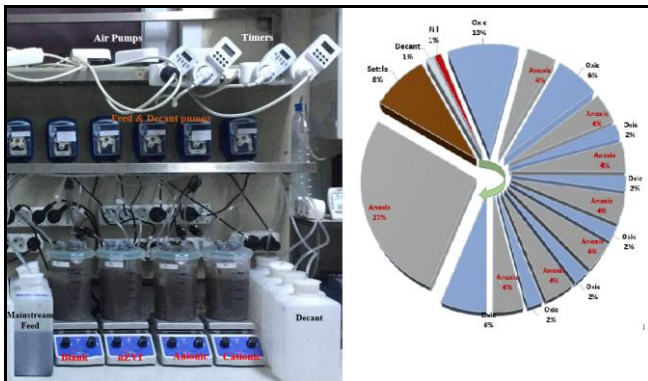 Air Pumps
Timers
Feed & Decant pumps
Mainstream
Feed
Decant
Blank
nZVI
Anionic
Cationic
Fill
1%
Decant
1%
Settle
8%
Oxic
13%
Anoxic
4%
Oxic
6%
Anoxic
4%
Oxic
2%
Anoxic
4%
Oxic
2%
Anoxic
4%
Oxic
2%
Anoxic
4%
Oxic
2%
Anoxic
4%
Oxic
2%
Anoxic
4%
Oxic
6%
Anoxic
27%